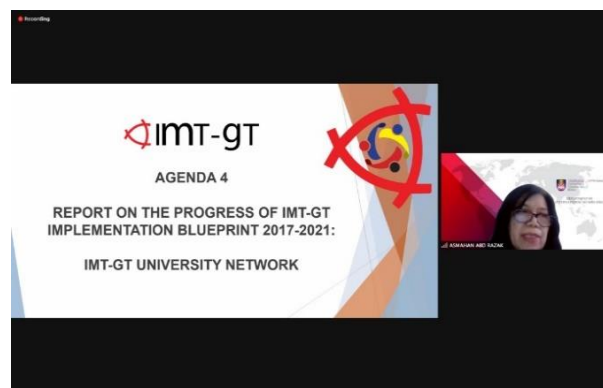 Recording
IMT-GT
AGENDA 4
REPORT ON THE PROGRESS OF IMT-GT
IMPLEMENTATION BLUEPRINT 2017-2021:
IMT-GT UNIVERSITY NETWORK
ASMAHAN ABD RAZAK